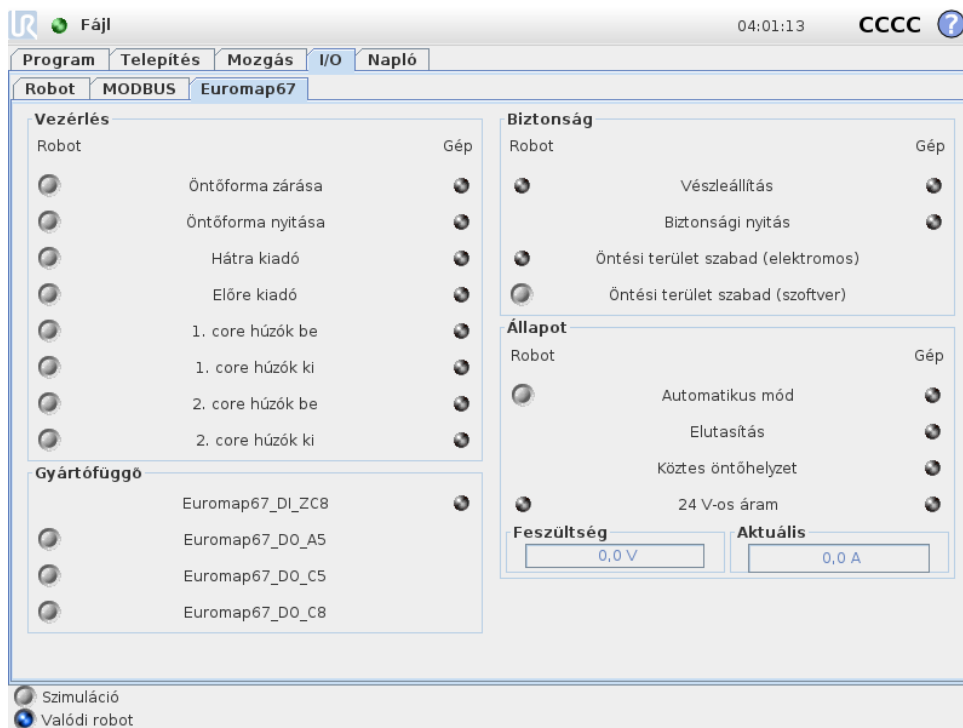 UR Fájl 04:01:13 CCCC ?
Program Telepítés Mozgás I/O Napló
Robot MODBUS Euromap67
Vezérlés
Robot Gép
Öntőforma zárása
Öntőforma nyitása
Hátra kiadó
Előre kiadó
1. core húzók be
1. core húzók ki
2. core húzók be
2. core húzók ki
Gyártófüggő
Euromap67_DI_ZC8
Euromap67_DO_A5
Euromap67_DO_C5
Euromap67_DO_C8
Biztonság
Robot Gép
Vészleállítás
Biztonsági nyitás
Öntési terület szabad (elektromos)
Öntési terület szabad (szoftver)
Állapot
Robot Gép
Automatikus mód
Elutasítás
Köztes öntőhelyzet
24 V-os áram
Feszültség Aktuális
0,0 V 0,0 A
Szimuláció
Valódi robot